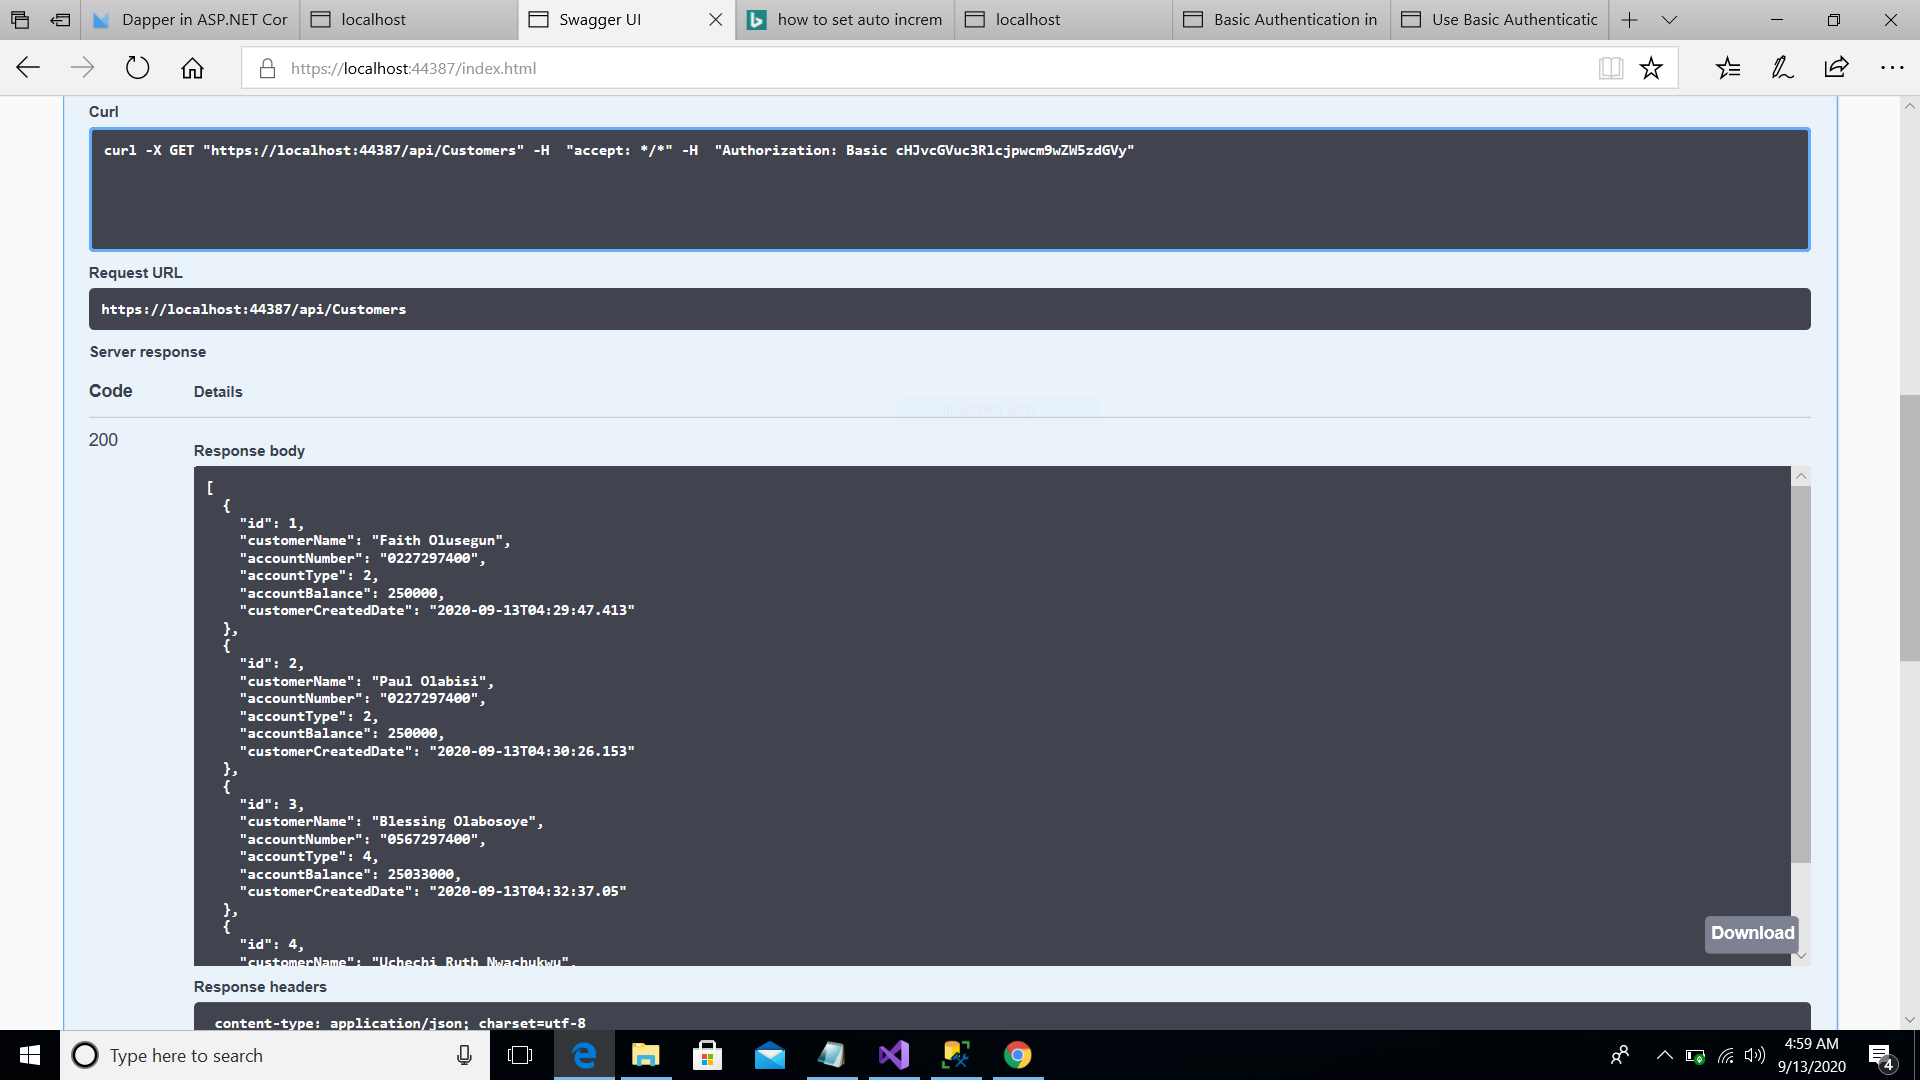 Dapper in ASP.NET Cor
localhost
Swagger UI
how to set auto increm
localhost
Basic Authentication in
Use Basic Authenticatic
https://localhost:44387/index.html
Curl
curl -X GET "https://localhost:44387/api/Customers" -H  "accept: */*" -H  "Authorization: Basic cHJvcGVuc3Rlcjpwcm9wZW5zdGVy"
Request URL
https://localhost:44387/api/Customers
Server response
Code Details
Full-screen Snip
200
Response body
[
{
"id": 1,
"customerName": "Faith Olusegun",
"accountNumber": "0227297400",
"accountType": 2,
"accountBalance": 250000,
"customerCreatedDate": "2020-09-13T04:29:47.413"
},
{
"id": 2,
"customerName": "Paul Olabisi",
"accountNumber": "0227297400",
"accountType": 2,
"accountBalance": 250000,
"customerCreatedDate": "2020-09-13T04:30:26.153"
},
{
"id": 3,
"customerName": "Blessing Olabosoye",
"accountNumber": "0567297400",
"accountType": 4,
"accountBalance": 25033000,
"customerCreatedDate": "2020-09-13T04:32:37.05"
},
{
"id": 4,
"customerName": "Uchechi Ruth Nwachukwu",
Download
Response headers
content-type: application/json; charset=utf-8
Type here to search
4:59 AM
9/13/2020
4